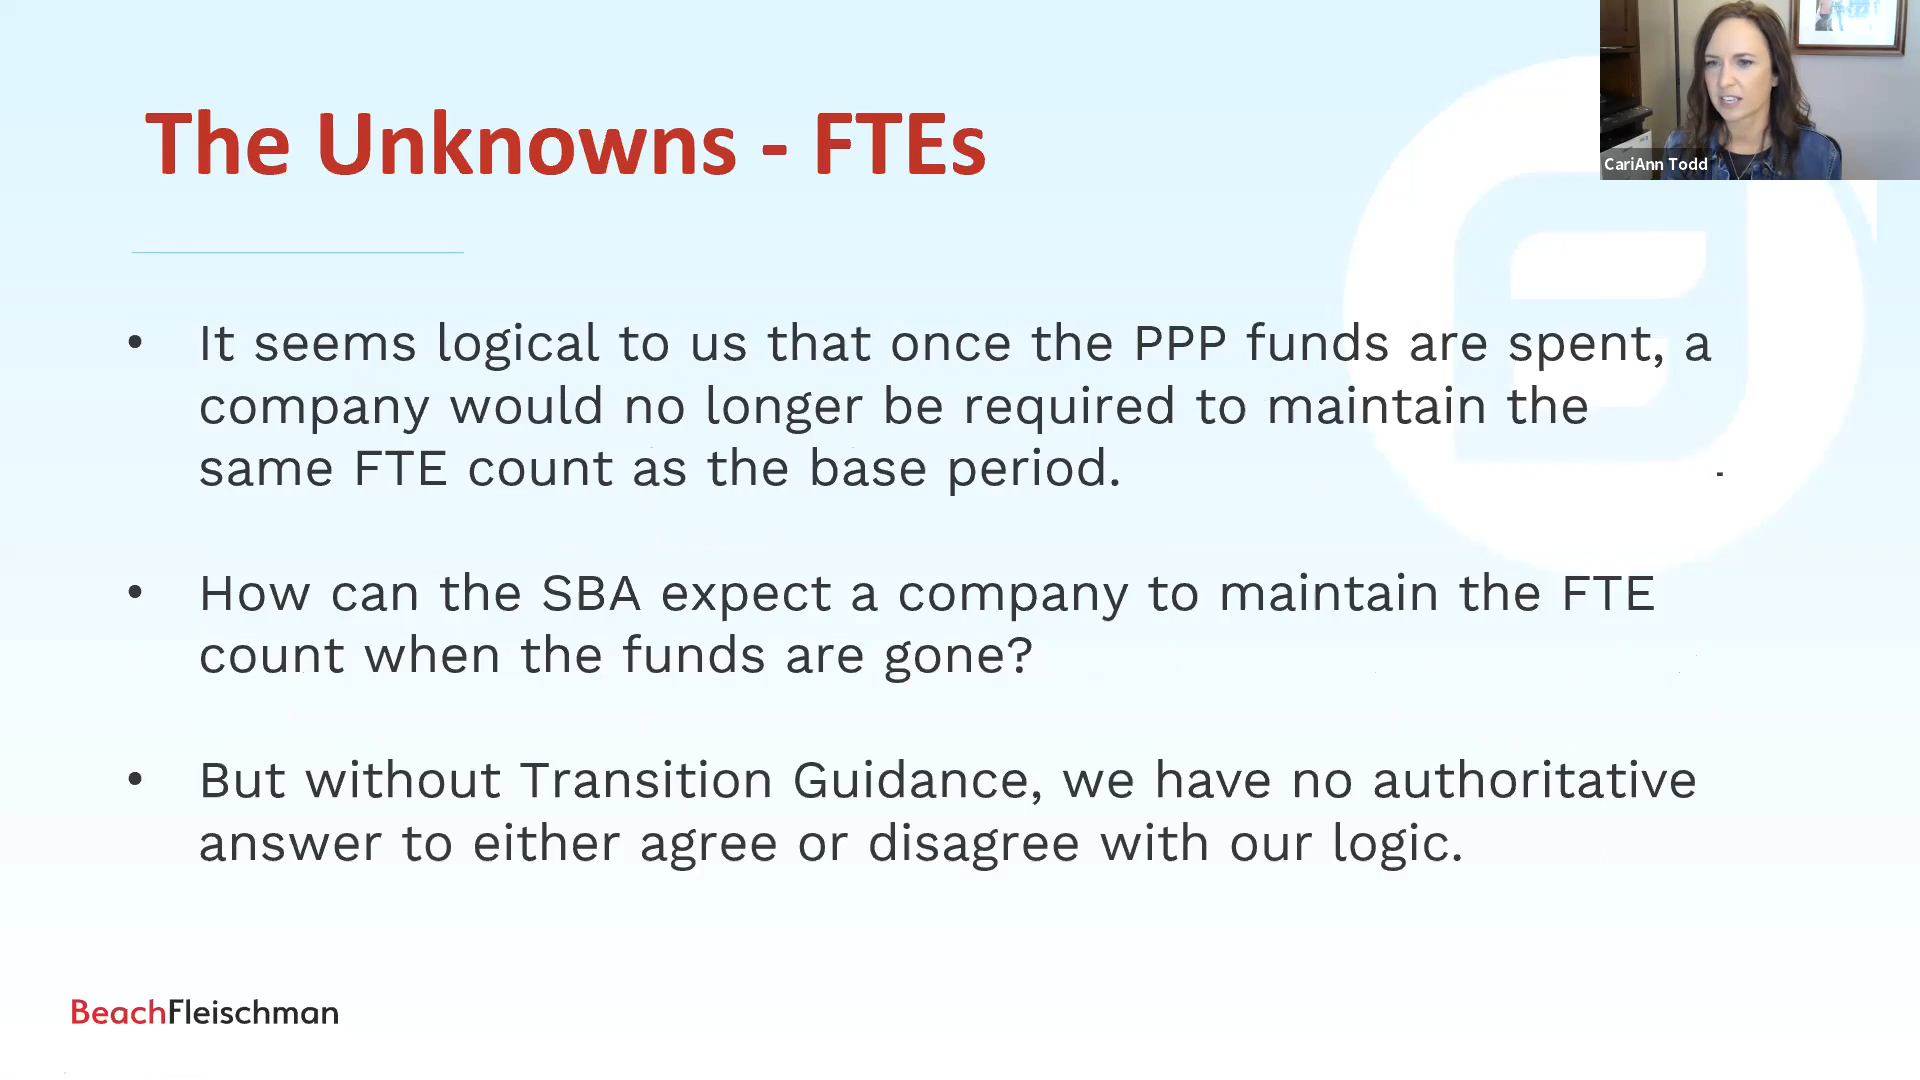 The Unknowns - FTEs
CariAnn Todd
• It seems logical to us that once the PPP funds are spent, a
company would no longer be required to maintain the
same FTE count as the base period.
• How can the SBA expect a company to maintain the FTE
count when the funds are gone?
• But without Transition Guidance, we have no authoritative
answer to either agree or disagree with our logic.
BeachFleischman